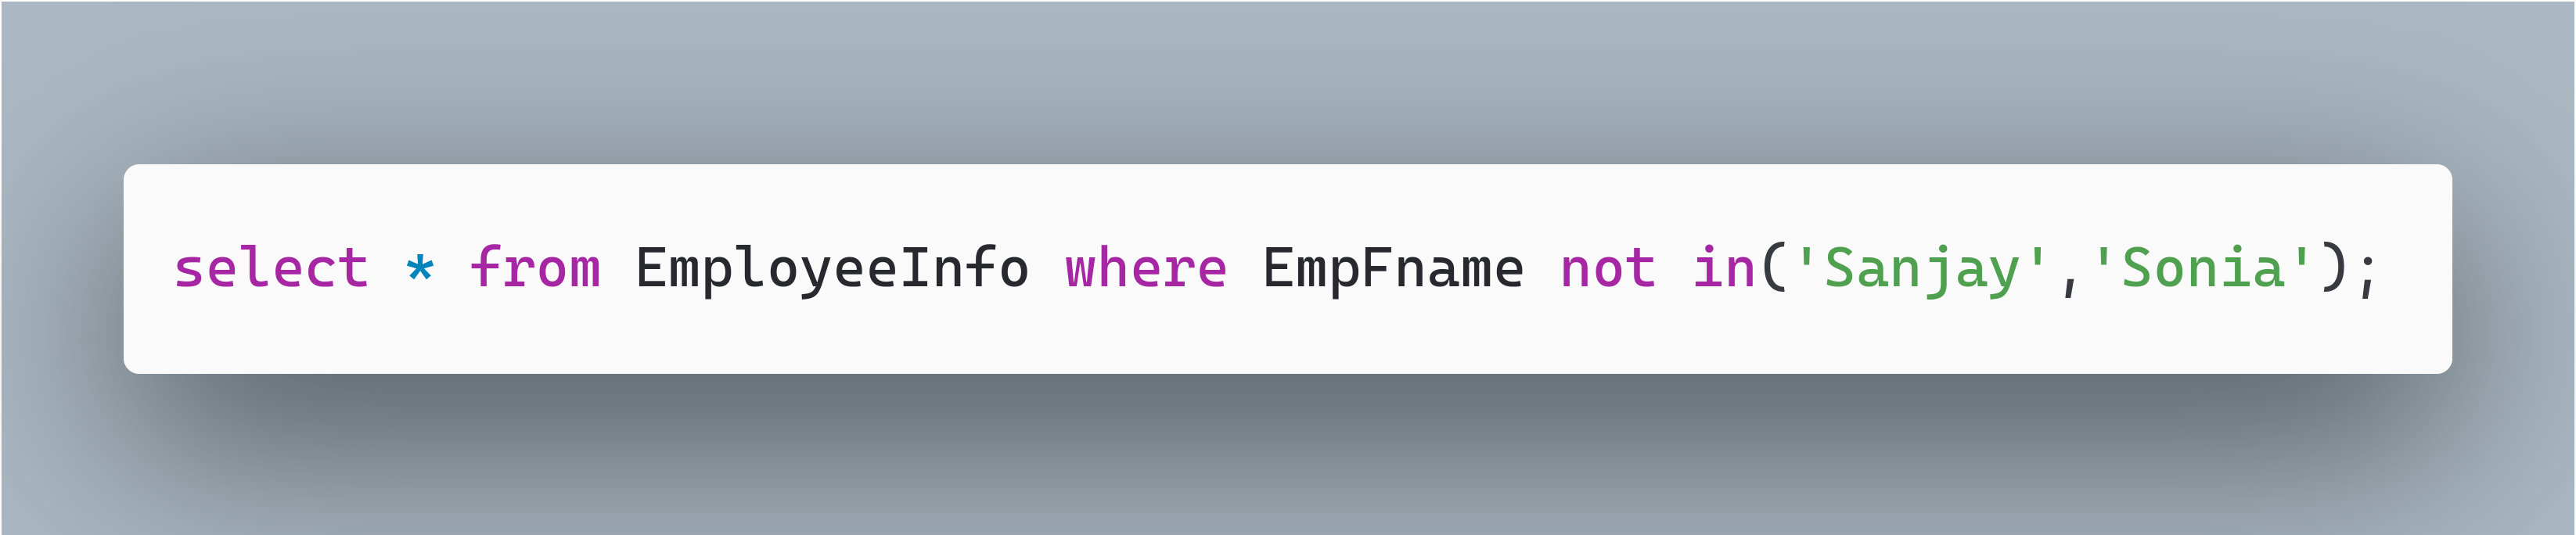 select * from EmployeeInfo where EmpFname not in('Sanjay','Sonia');